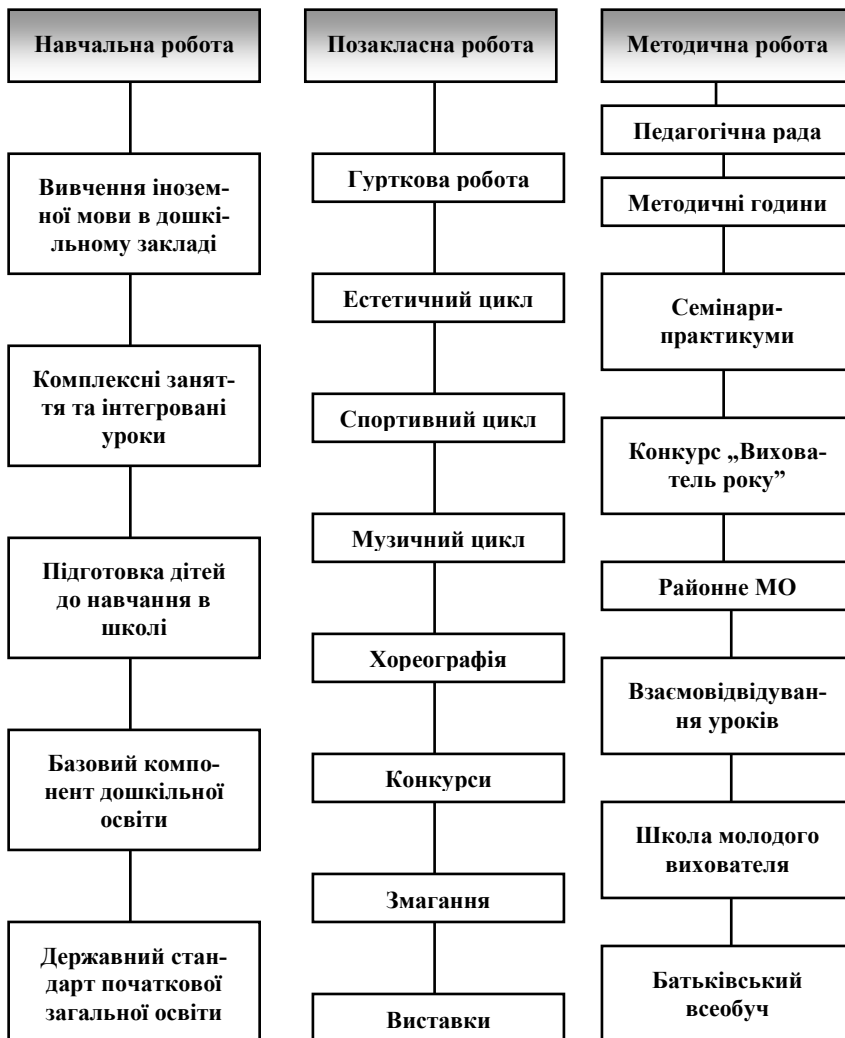 Навчальна робота
Вивчення інозем-
ної мови в дошкі-
льному закладі
Комплексні занят-
тя та інтегровані
уроки
Підготовка дітей
до навчання в
школі
Базовий компо-
нент дошкільної
освіти
Державний стан-
дарт початкової
загальної освіти
Позакласна робота
Гурткова робота
Естетичний цикл
Спортивний цикл
Музичний цикл
Хореографія
Конкурси
Змагання
Виставки
Методична робота
Педагогічна рада
Методичні години
Семінари-
практикуми
Конкурс „Вихова-
тель року”
Районне МО
Взаємовідвідуван-
ня уроків
Школа молодого
вихователя
Батьківський
всеобуч